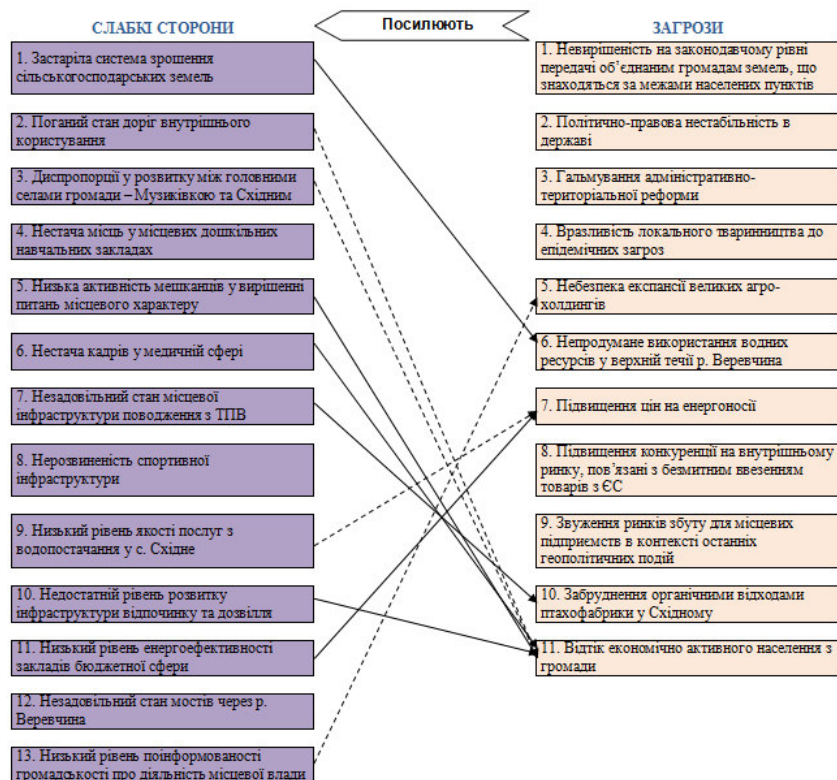 СЛАБКІ СТОРОНИ
Посилюють
ЗАГРОЗИ
1. Застаріла система зрошення
сільськогосподарських земель
2. Поганий стан доріг внутрішнього
користування
3. Диспропорції у розвитку між головними
селами громади – Музиківкою та Східним
4. Нестача місць у місцевих дошкільних
навчальних закладах
5. Низька активність мешканців у вирішенні
питань місцевого характеру
6. Нестача кадрів у медичній сфері
7. Незадовільний стан місцевої
інфраструктури поводження з ТПВ
8. Нерозвиненість спортивної
інфраструктури
9. Низький рівень якості послуг з
водопостачання у с. Східне
10. Недостатній рівень розвитку
інфраструктури відпочинку та дозвілля
11. Низький рівень енергоефективності
закладів бюджетної сфери
12. Незадовільний стан мостів через р.
Веревчина
13. Низький рівень поінформованості
громадськості про діяльність місцевої влади
1. Невирішеність на законодавчому рівні
передачі об’єднаним громадам земель, що
знаходяться за межами населених пунктів
2. Політично-правова нестабільність в
державі
3. Гальмування адміністративно-
територіальної реформи
4. Вразливість локального тваринництва до
епідемічних загроз
5. Небезпека експансії великих агро-
холдингів
6. Непродумане використання водних
ресурсів у верхній течії р. Веревчина
7. Підвищення цін на енергоносії
8. Підвищення конкуренції на внутрішньому
ринку, пов’язані з безмитним ввезенням
товарів з ЄС
9. Звуження ринків збуту для місцевих
підприємств в контексті останніх
геополітичних подій
10. Забруднення органічними відходами
птахофабрики у Східному
11. Відтік економічно активного населення з
громади